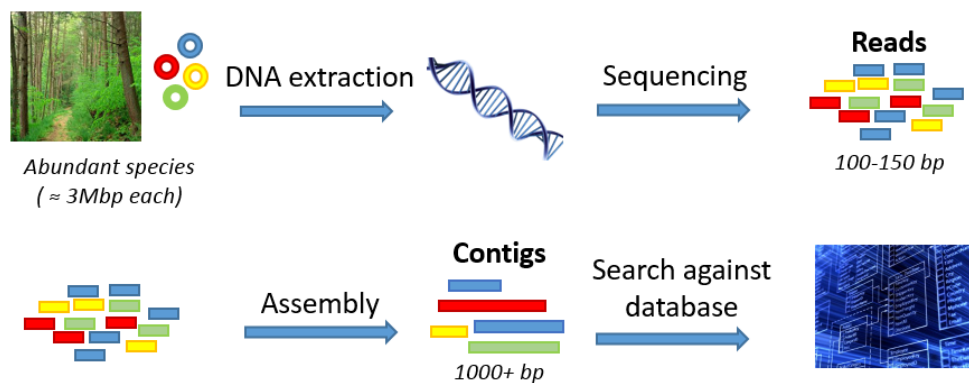 DNA extraction
Sequencing
Reads
Abundant species
( ≈ 3Mbp each)
100-150 bp
Assembly
Contigs
1000+ bp
Search against
database